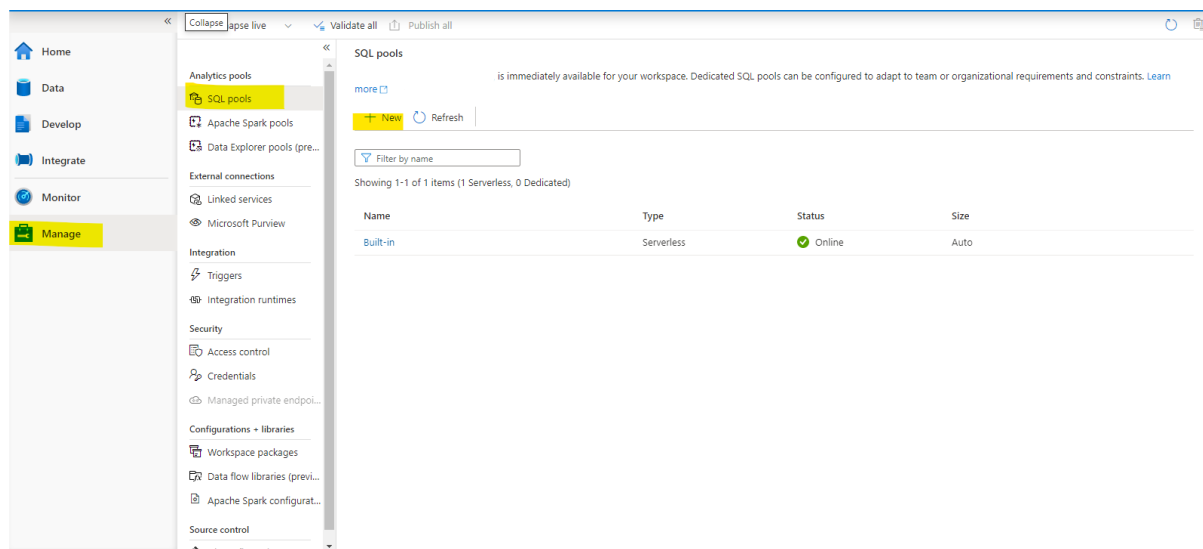 «
Collapse
apse live
Validate all
Publish all
Home
Data
Develop
Integrate
Monitor
Manage
«
Analytics pools
SQL pools
Apache Spark pools
Data Explorer pools (pre...
External connections
Linked services
Microsoft Purview
Integration
Triggers
Integration runtimes
Security
Access control
Credentials
Managed private endpoi...
Configurations + libraries
Workspace packages
Data flow libraries (previ...
Apache Spark configurat...
Source control
SQL pools
is immediately available for your workspace. Dedicated SQL pools can be configured to adapt to team or organizational requirements and constraints. Learn
more
+ New
Refresh
Filter by name
Showing 1-1 of 1 items (1 Serverless, 0 Dedicated)
Name Type Status Size
Built-in Serverless Online Auto